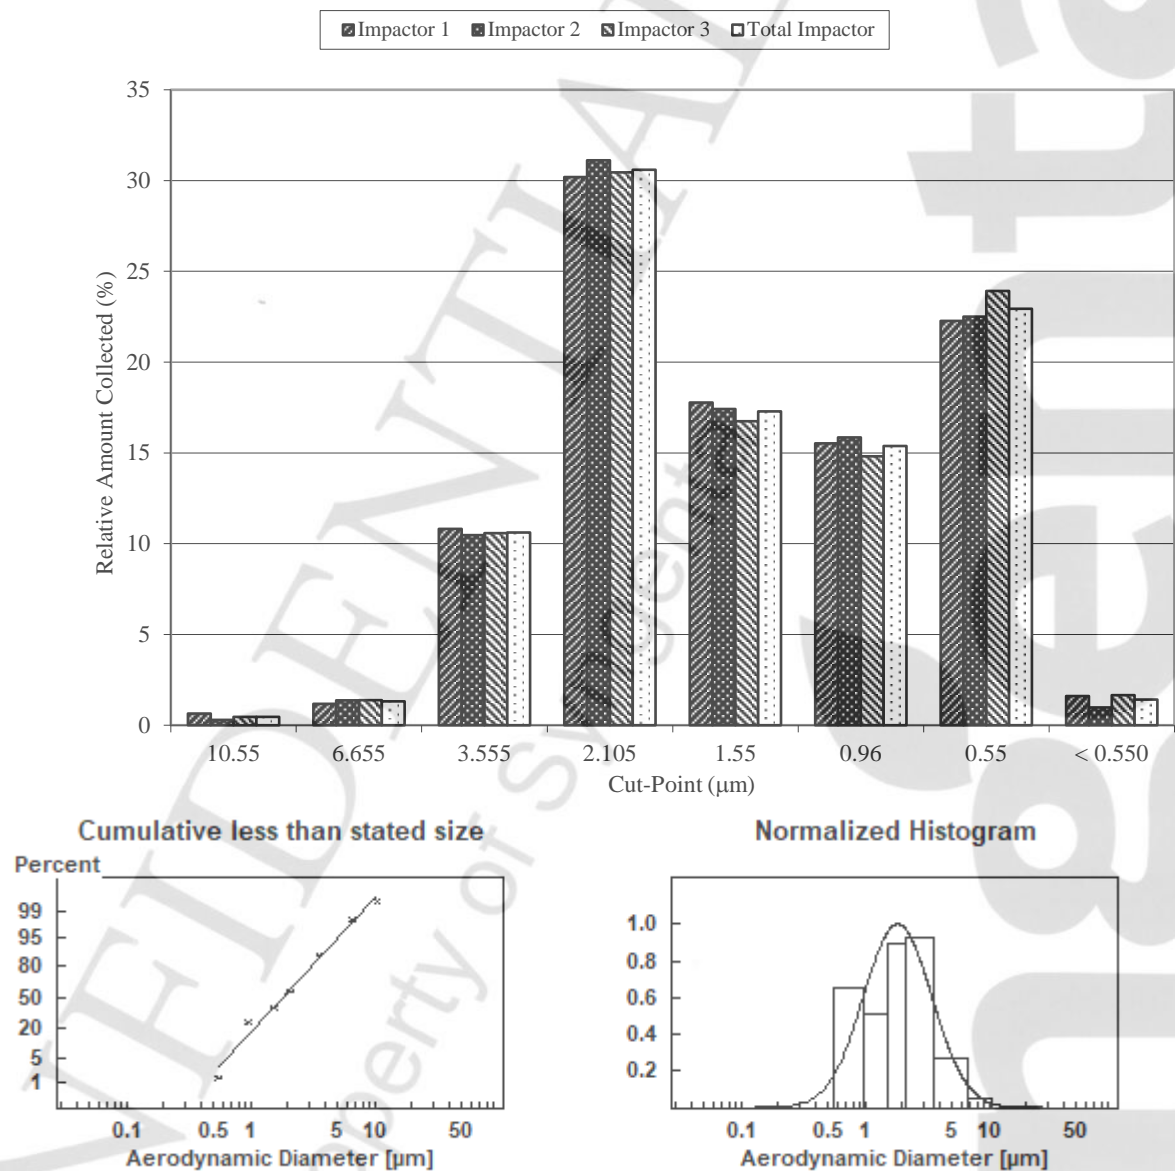 Impactor 1 Impactor 2 Impactor 3 Total Impactor
35
30
25
20
15
10
5
0
Relative Amount Collected (%)
10.55 6.655 3.555 2.105 1.55 0.96 0.55 < 0.550
Cut-Point (µm)
Cumulative less than stated size
Percent
99
95
80
50
20
5
1
0.1 0.5 1 5 10 50
Aerodynamic Diameter [µm]
Normalized Histogram
1.0
0.8
0.6
0.4
0.2
0.1 0.5 1 5 10 50
Aerodynamic Diameter [µm]